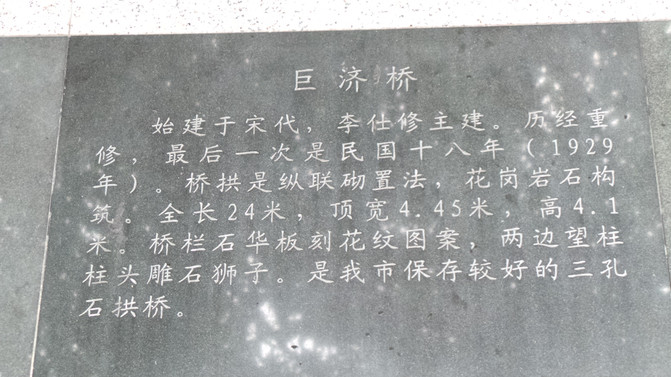 巨济桥
始建于宋代，李仕修主建。历经重
修，最后一次是民国十八年（1929
年）。桥拱是纵联砌置法，花岗岩石构
筑。全长24米，顶宽4.45米，高4.1
米。桥栏石华板刻花纹图案，两边望柱
柱头雕石狮子。是我市保存较好的三孔
石拱桥。